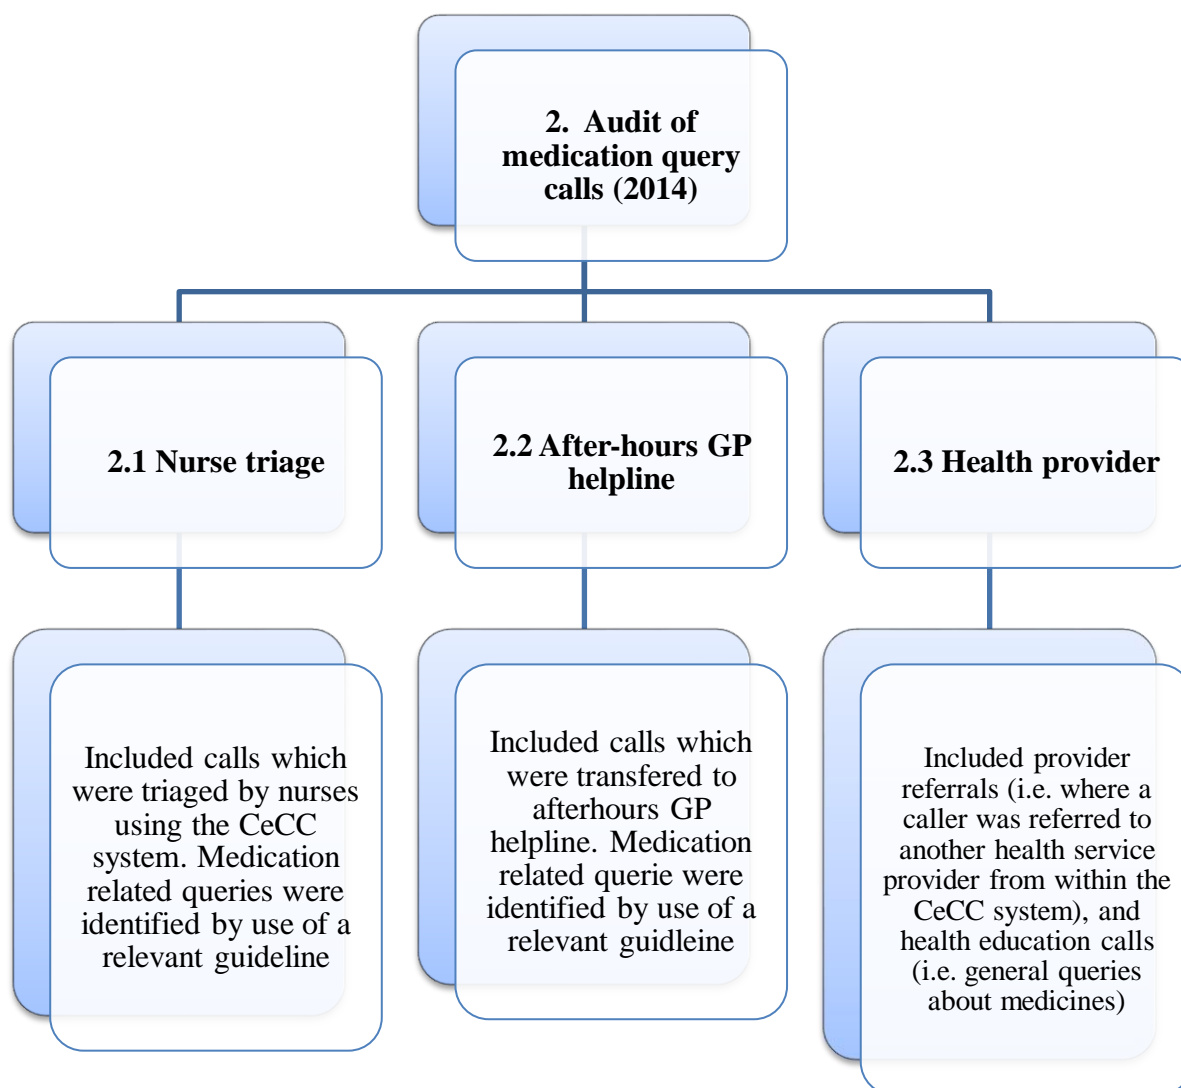 2. Audit of
medication query
calls (2014)
2.1 Nurse triage
2.2 After-hours GP
helpline
2.3 Health provider
Included calls which
were triaged by nurses
using the CeCC
system. Medication
related queries were
identified by use of a
relevant guideline
Included calls which
were transfered to
afterhours GP
helpline. Medication
related querie were
identified by use of a
relevant guidleine
Included provider
referrals (i.e. where a
caller was referred to
another health service
provider from within the
CeCC system), and
health education calls
(i.e. general queries
about medicines)